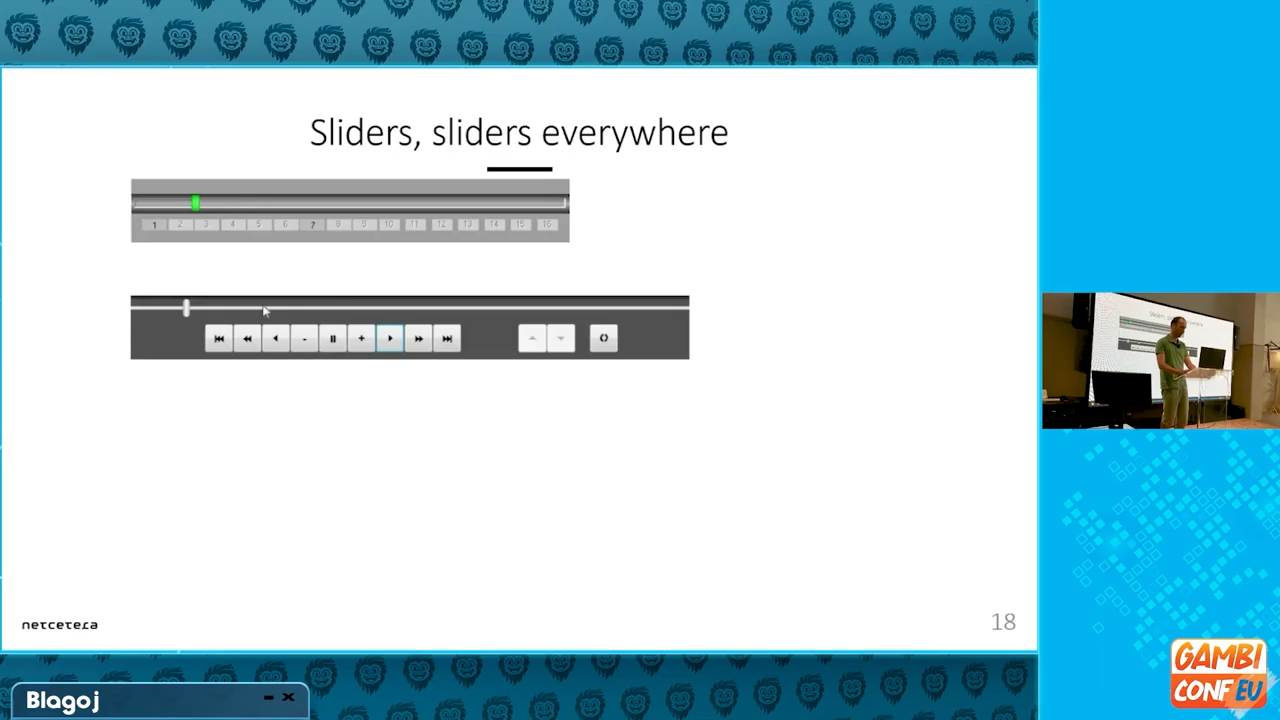 Sliders, sliders everywhere
1 2 3 4 5 6 7 8 9 10 11 12 13 14 15 16
- +
netcetera
18
Blagoj
GAMBI
CONF EU